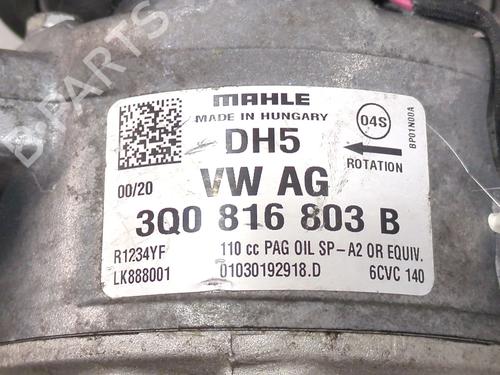 B.PARTS
MAHLE
MADE IN HUNGARY
DH5
04S
ROTATION
BP01N00A
00/20
VW AG
3Q0 816 803 B
R1234YF
110 cc PAG OIL SP-A2 OR EQUIV.
LK888001
01030192918.D
6CVC 140